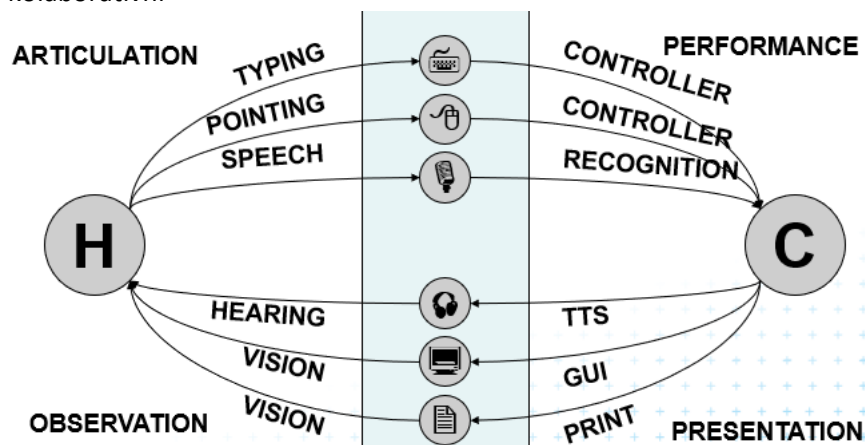 ARTICULATION
PERFORMANCE
TYPING
CONTROLLER
POINTING
CONTROLLER
SPEECH
RECOGNITION
H
C
HEARING
TTS
VISION
GUI
VISION
PRINT
OBSERVATION
PRESENTATION